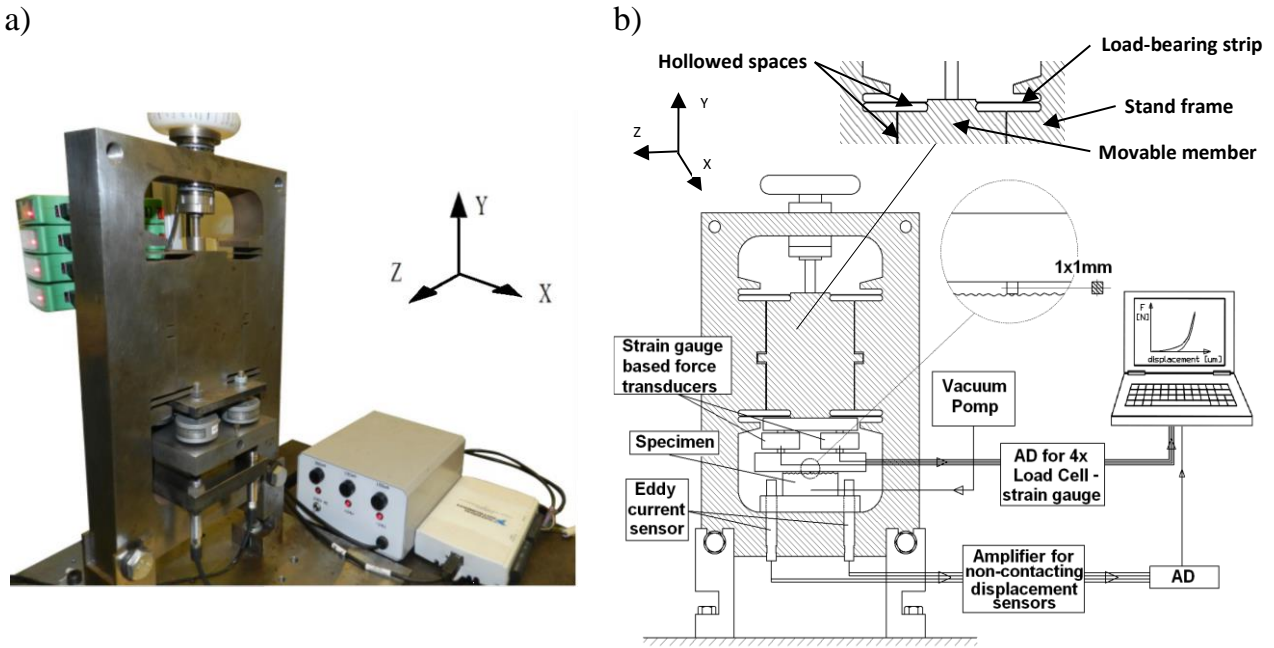 a)
Y
Z
X
b)
Load-bearing strip
Hollowed spaces
Stand frame
Movable member
Y
Z
X
1x1mm
F
[N]
displacement [um]
Strain gauge
based force
transducers
Vacuum
Pump
Specimen
AD for 4x
Load Cell -
strain gauge
Eddy
current
sensor
Amplifier for
non-contacting
displacement
sensors
AD